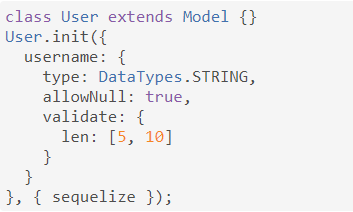 class User extends Model {}
User.init({
  username: {
    type: DataTypes.STRING,
    allowNull: true,
    validate: {
      len: [5, 10]
    }
  }
}, { sequelize });